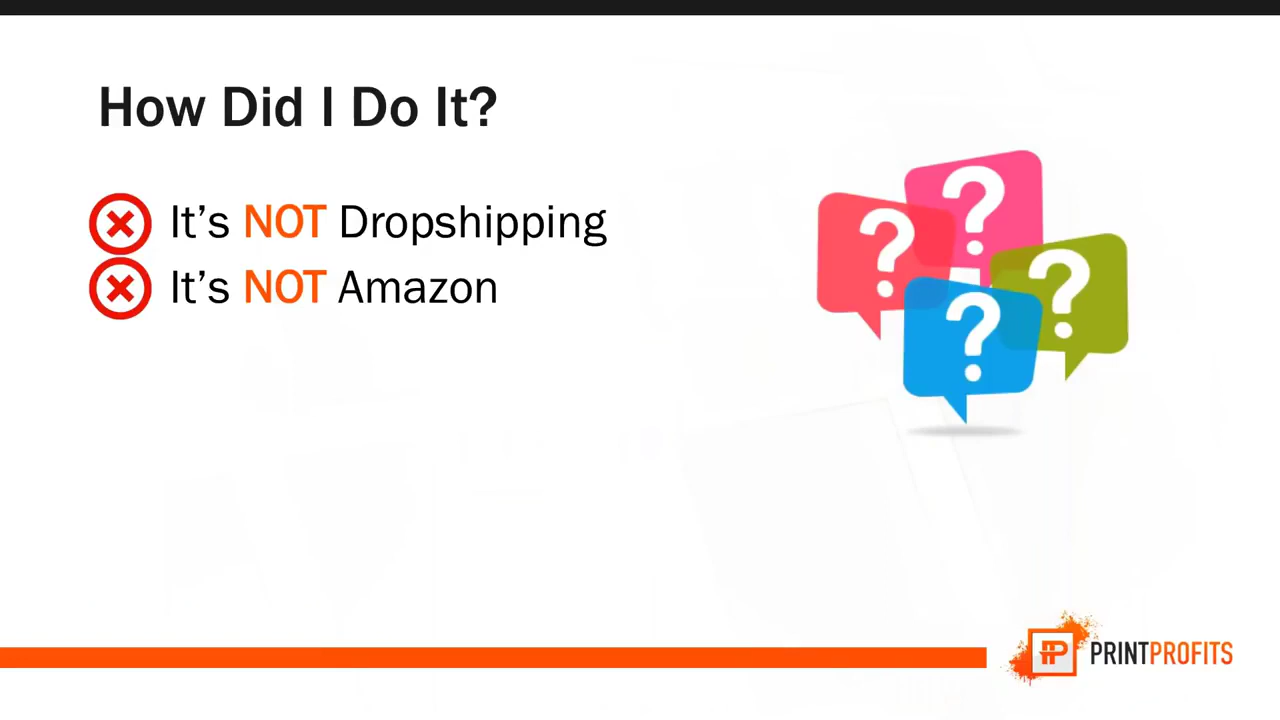 How Did I Do It?
It's NOT Dropshipping
It's NOT Amazon
? ? ? ?
PRINTPROFITS